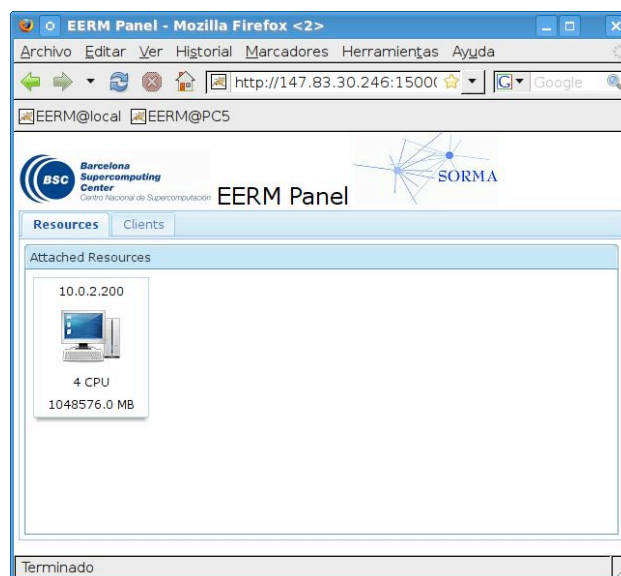 EERM Panel - Mozilla Firefox <2>
Archivo Editar Ver Historial Marcadores Herramientas Ayuda
http://147.83.30.246:1500 G Google
EERM@local EERM@PC5
BSC
Barcelona
Supercomputing
Center
Centro Nacional de Supercomputación
EERM Panel
SORMA
Resources Clients
Attached Resources
10.0.2.200
4 CPU
1048576.0 MB
Terminado